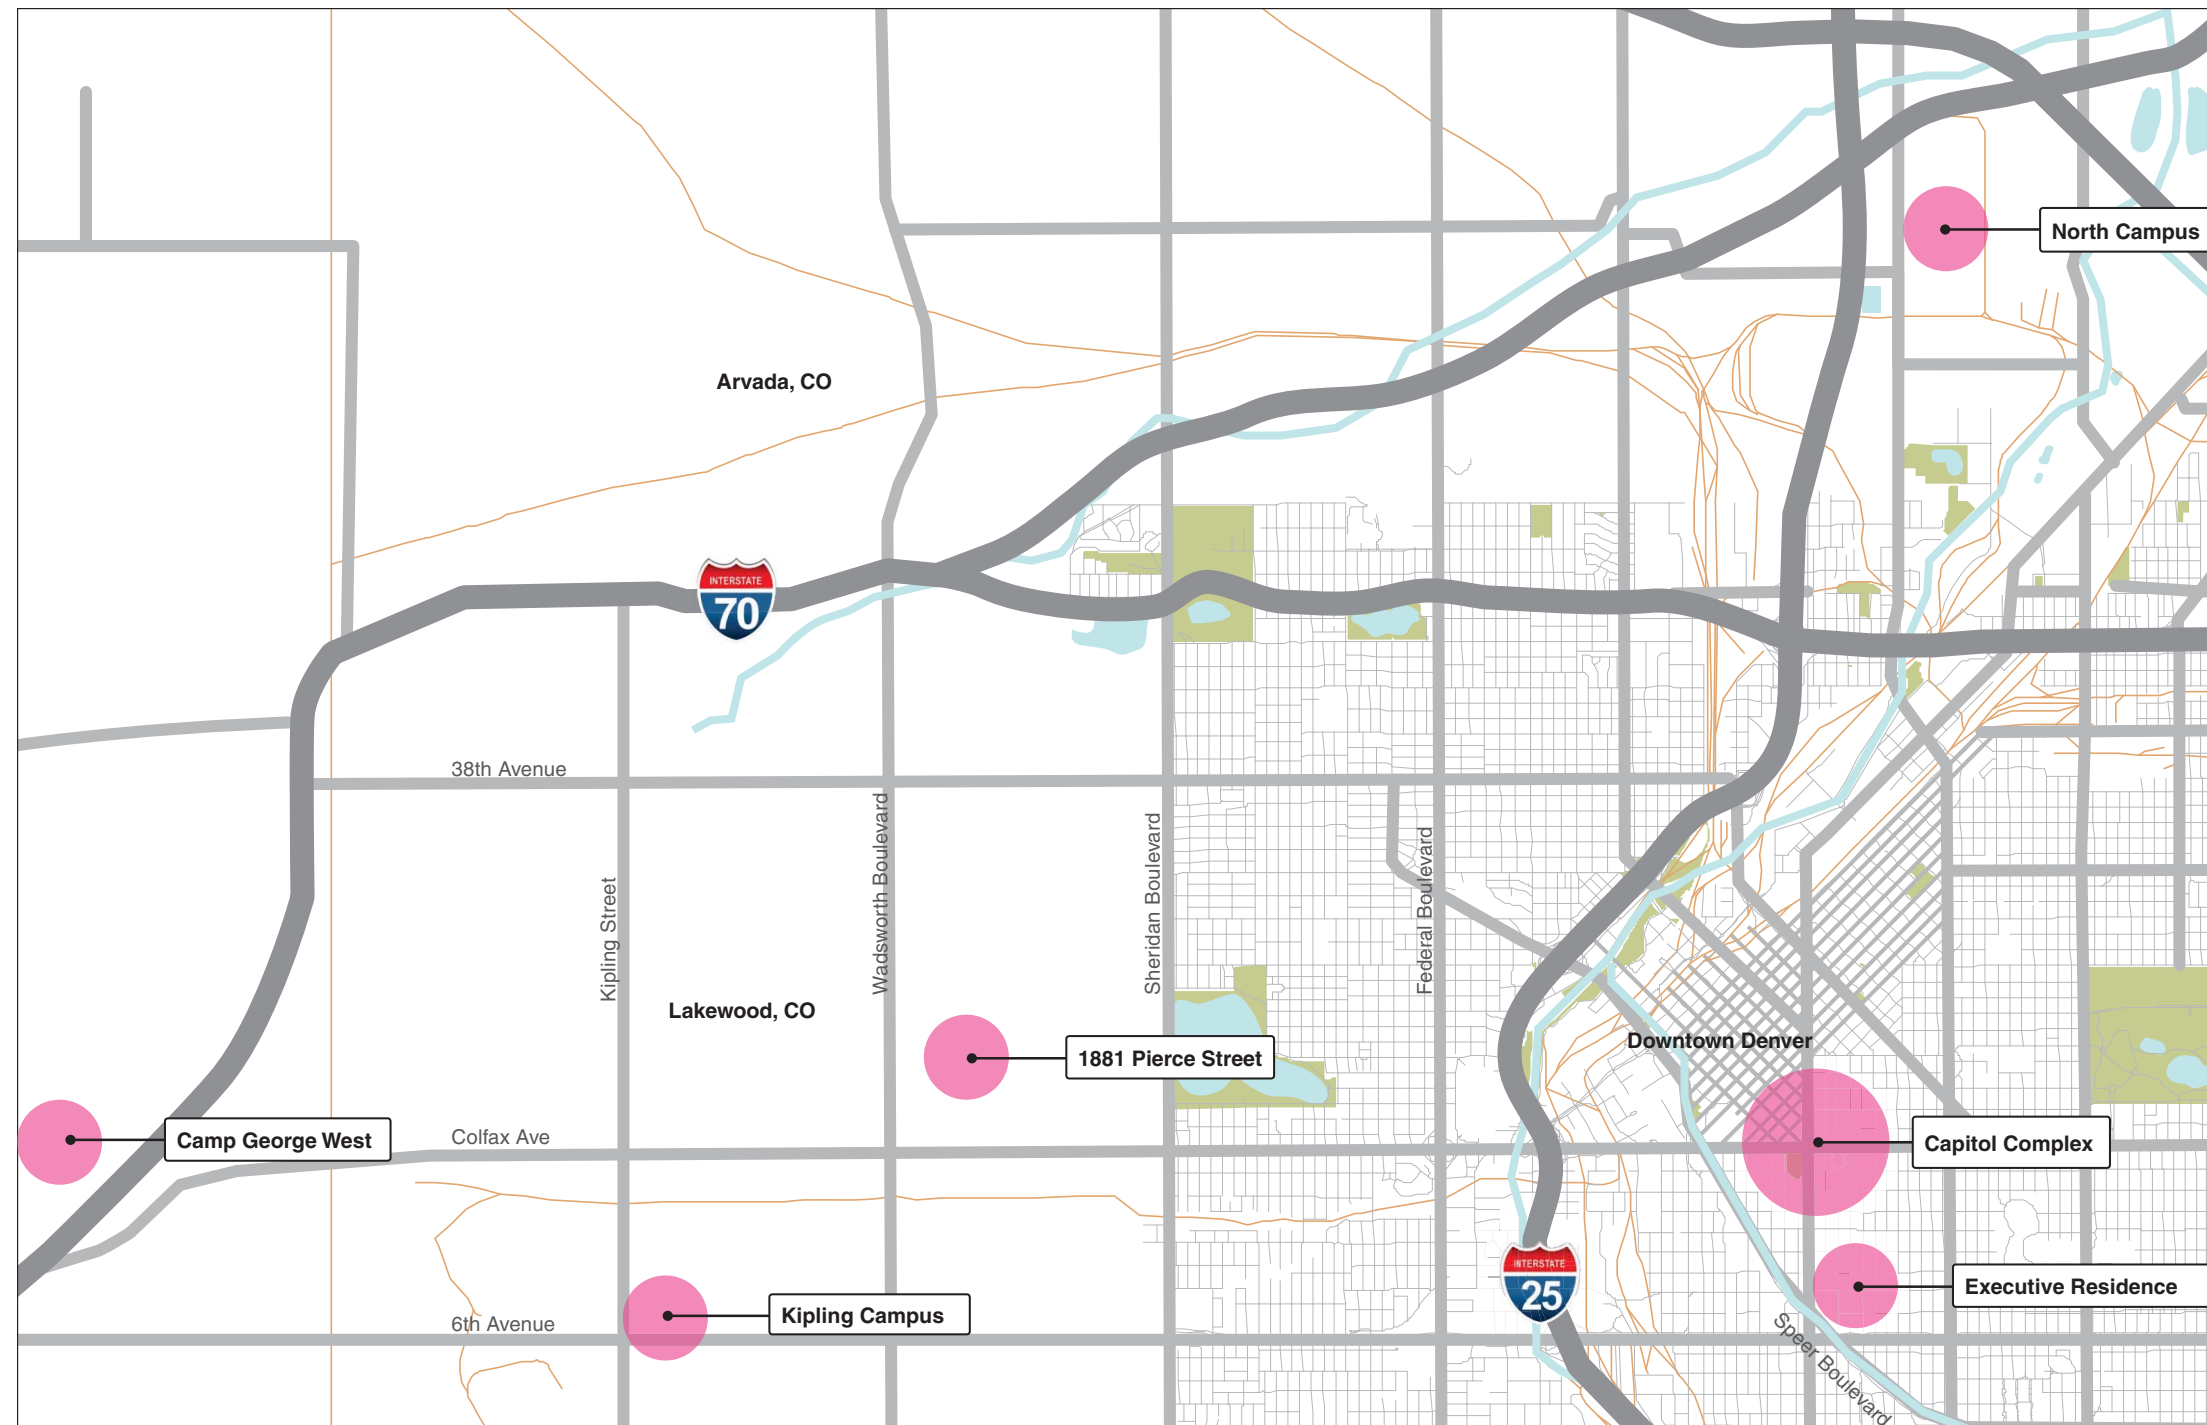 North Campus
Arvada, CO
INTERSTATE
70
38th Avenue
Kipling Street
Wadsworth Boulevard
Sheridan Boulevard
Federal Boulevard
Lakewood, CO
1881 Pierce Street
Downtown Denver
Camp George West
Colfax Ave
Capitol Complex
INTERSTATE
25
Executive Residence
Kipling Campus
6th Avenue
Speer Boulevard